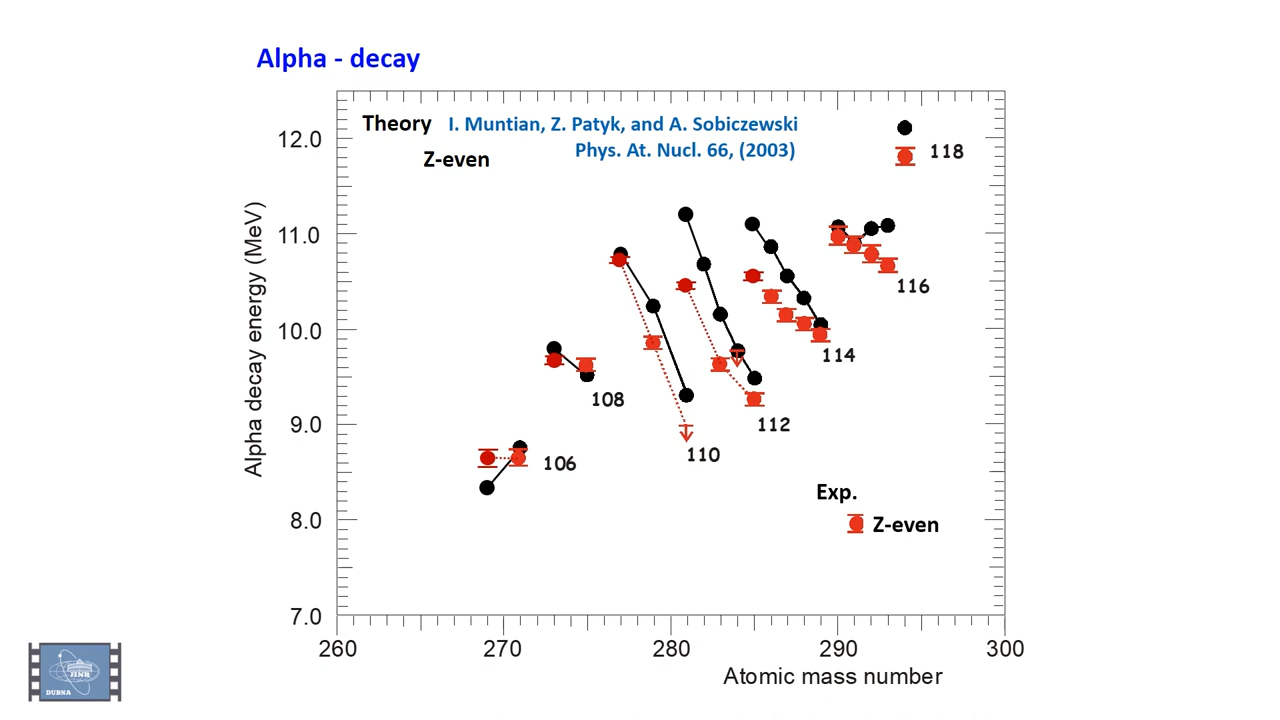 Alpha - decay
Theory I. Muntian, Z. Patyk, and A. Sobiczewski
Phys. At. Nucl. 66, (2003)
Z-even
12.0
11.0
10.0
9.0
8.0
7.0
Alpha decay energy (MeV)
118
116
114
112
110
108
106
Exp.
Z-even
260 270 280 290 300
Atomic mass number
JINR
DUBNA